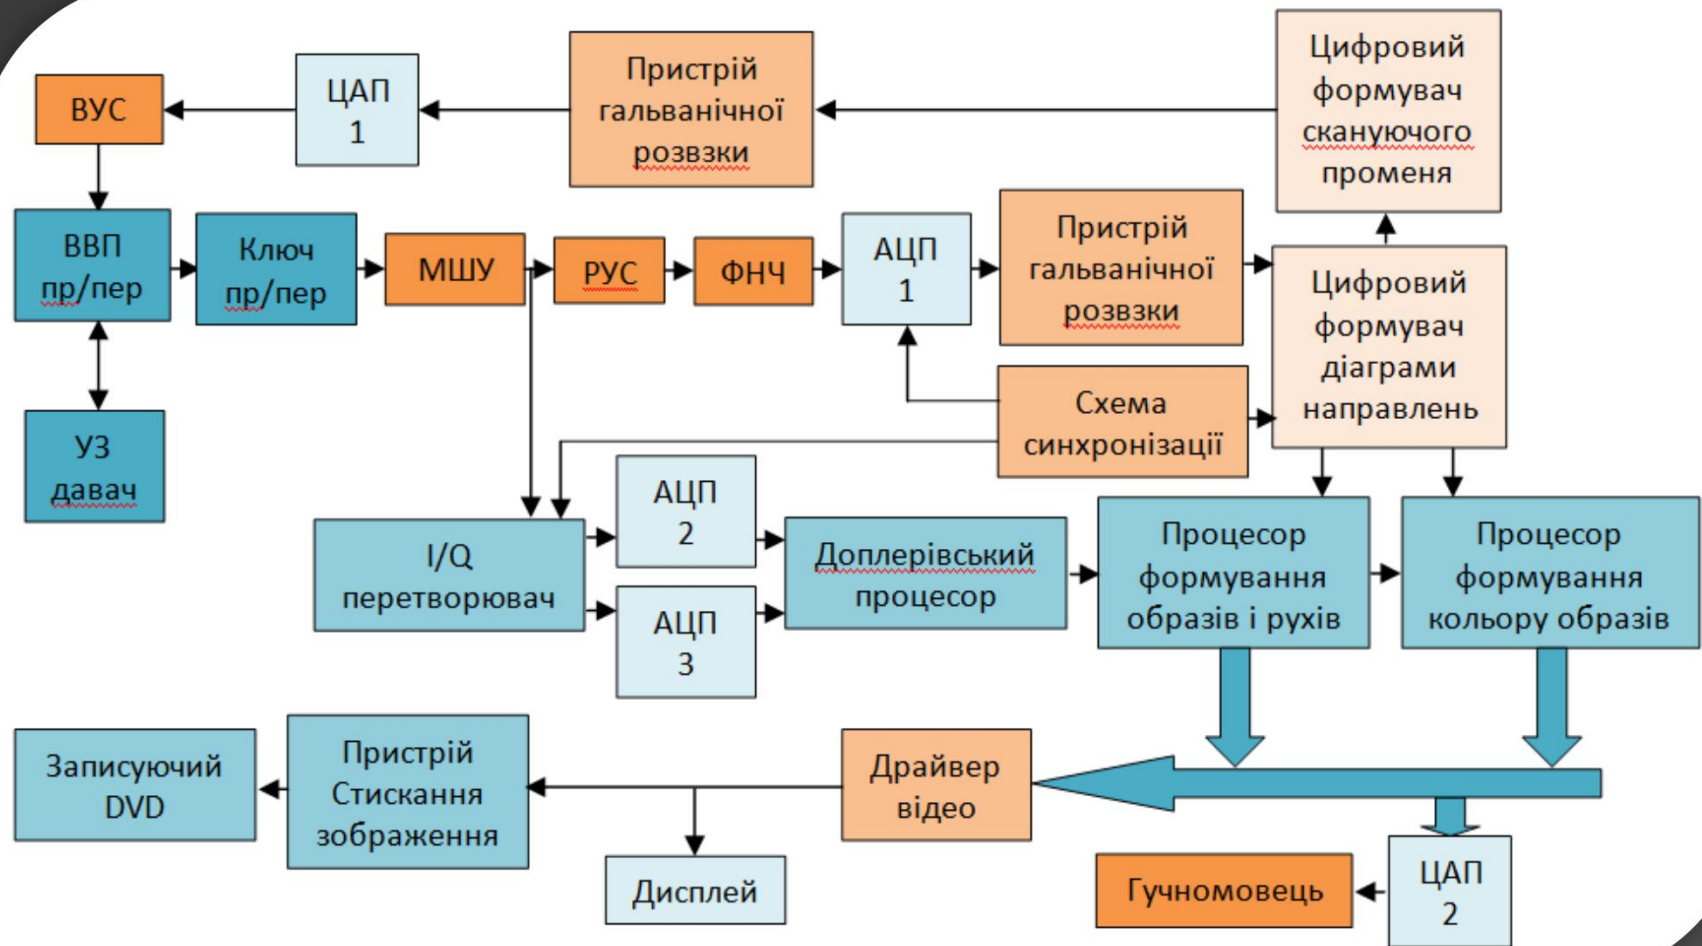 ВУС
ЦАП
1
Пристрій
гальванічної
розвзки
Цифровий
формувач
скануючого
променя
ВВП
пр/пер
Ключ
пр/пер
МШУ
РУС
ФНЧ
АЦП
1
Пристрій
гальванічної
розвзки
Цифровий
формувач
діаграми
направлень
УЗ
давач
Схема
синхронізації
I/Q
перетворювач
АЦП
2
АЦП
3
Доплерівський
процесор
Процесор
формування
образів і рухів
Процесор
формування
кольору образів
Записуючий
DVD
Пристрій
Стискання
зображення
Дисплей
Драйвер
відео
Гучномовець
ЦАП
2